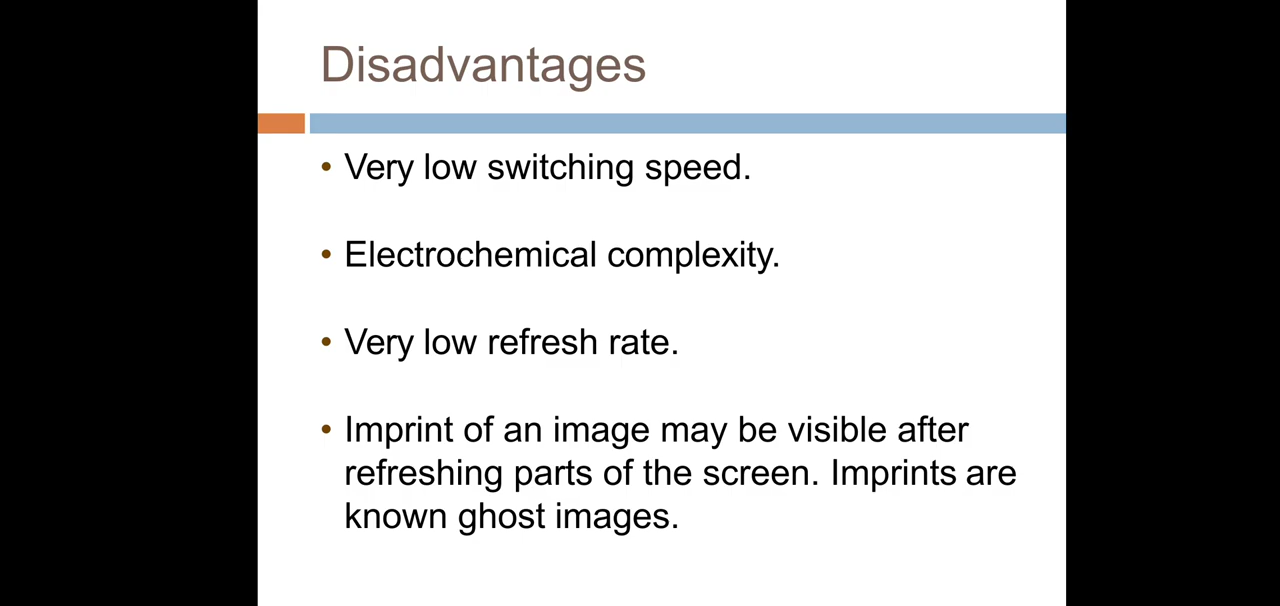 Disadvantages
• Very low switching speed.
• Electrochemical complexity.
• Very low refresh rate.
• Imprint of an image may be visible after
refreshing parts of the screen. Imprints are
known ghost images.